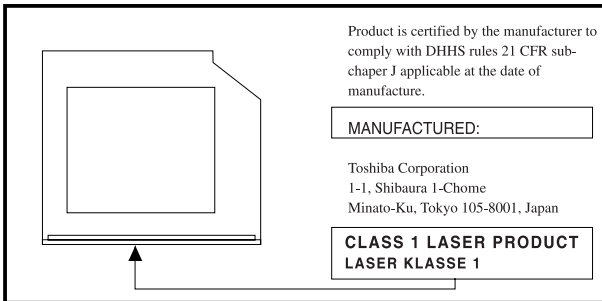 Product is certified by the manufacturer to
comply with DHHS rules 21 CFR sub-
chaper J applicable at the date of
manufacture.
MANUFACTURED:
Toshiba Corporation
1-1, Shibaura 1-Chome
Minato-Ku, Tokyo 105-8001, Japan
CLASS 1 LASER PRODUCT
LASER KLASSE 1